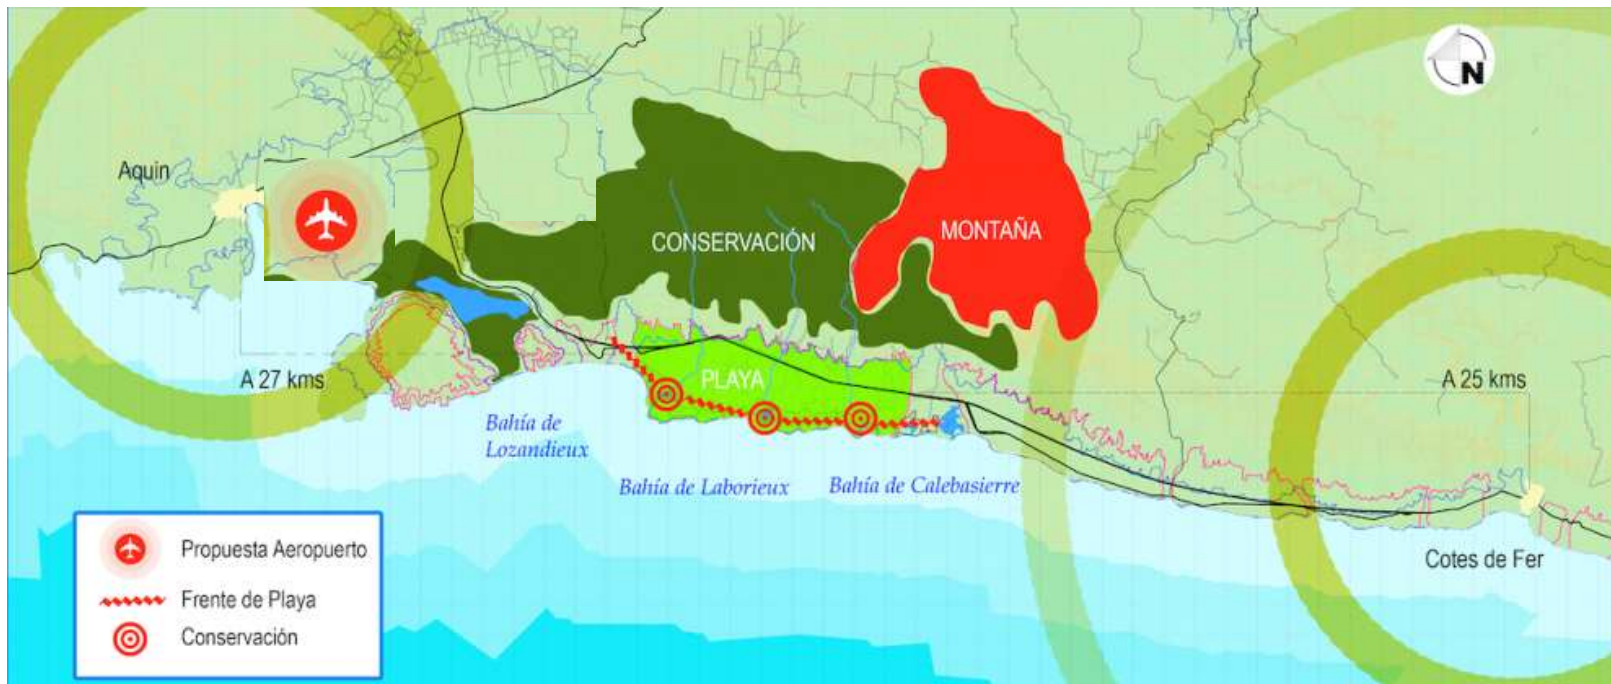 N
Aquin
CONSERVACIÓN
MONTAÑA
A 27 kms
PLAYA
A 25 kms
Bahía de
Lozandieux
Bahía de Laborieux
Bahía de Calebasierre
Cotes de Fer
Propuesta Aeropuerto
Frente de Playa
Conservación